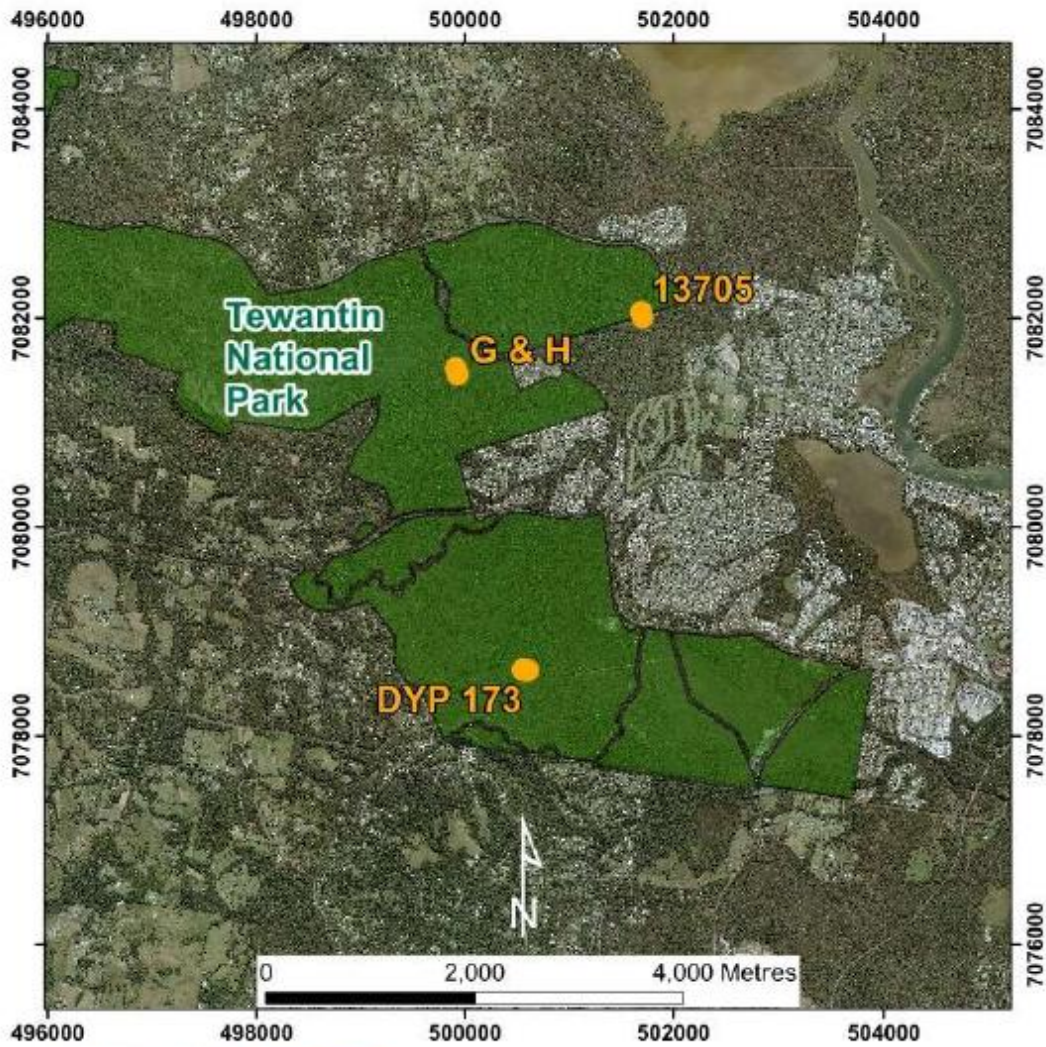 496000 498000 500000 502000 504000
7084000 7084000
13705
7082000 Tewantin 7082000
National
Park
G & H
7080000 7080000
DYP 173
7078000 7078000
N
7076000 7076000
0 2,000 4,000 Metres
496000 498000 500000 502000 504000